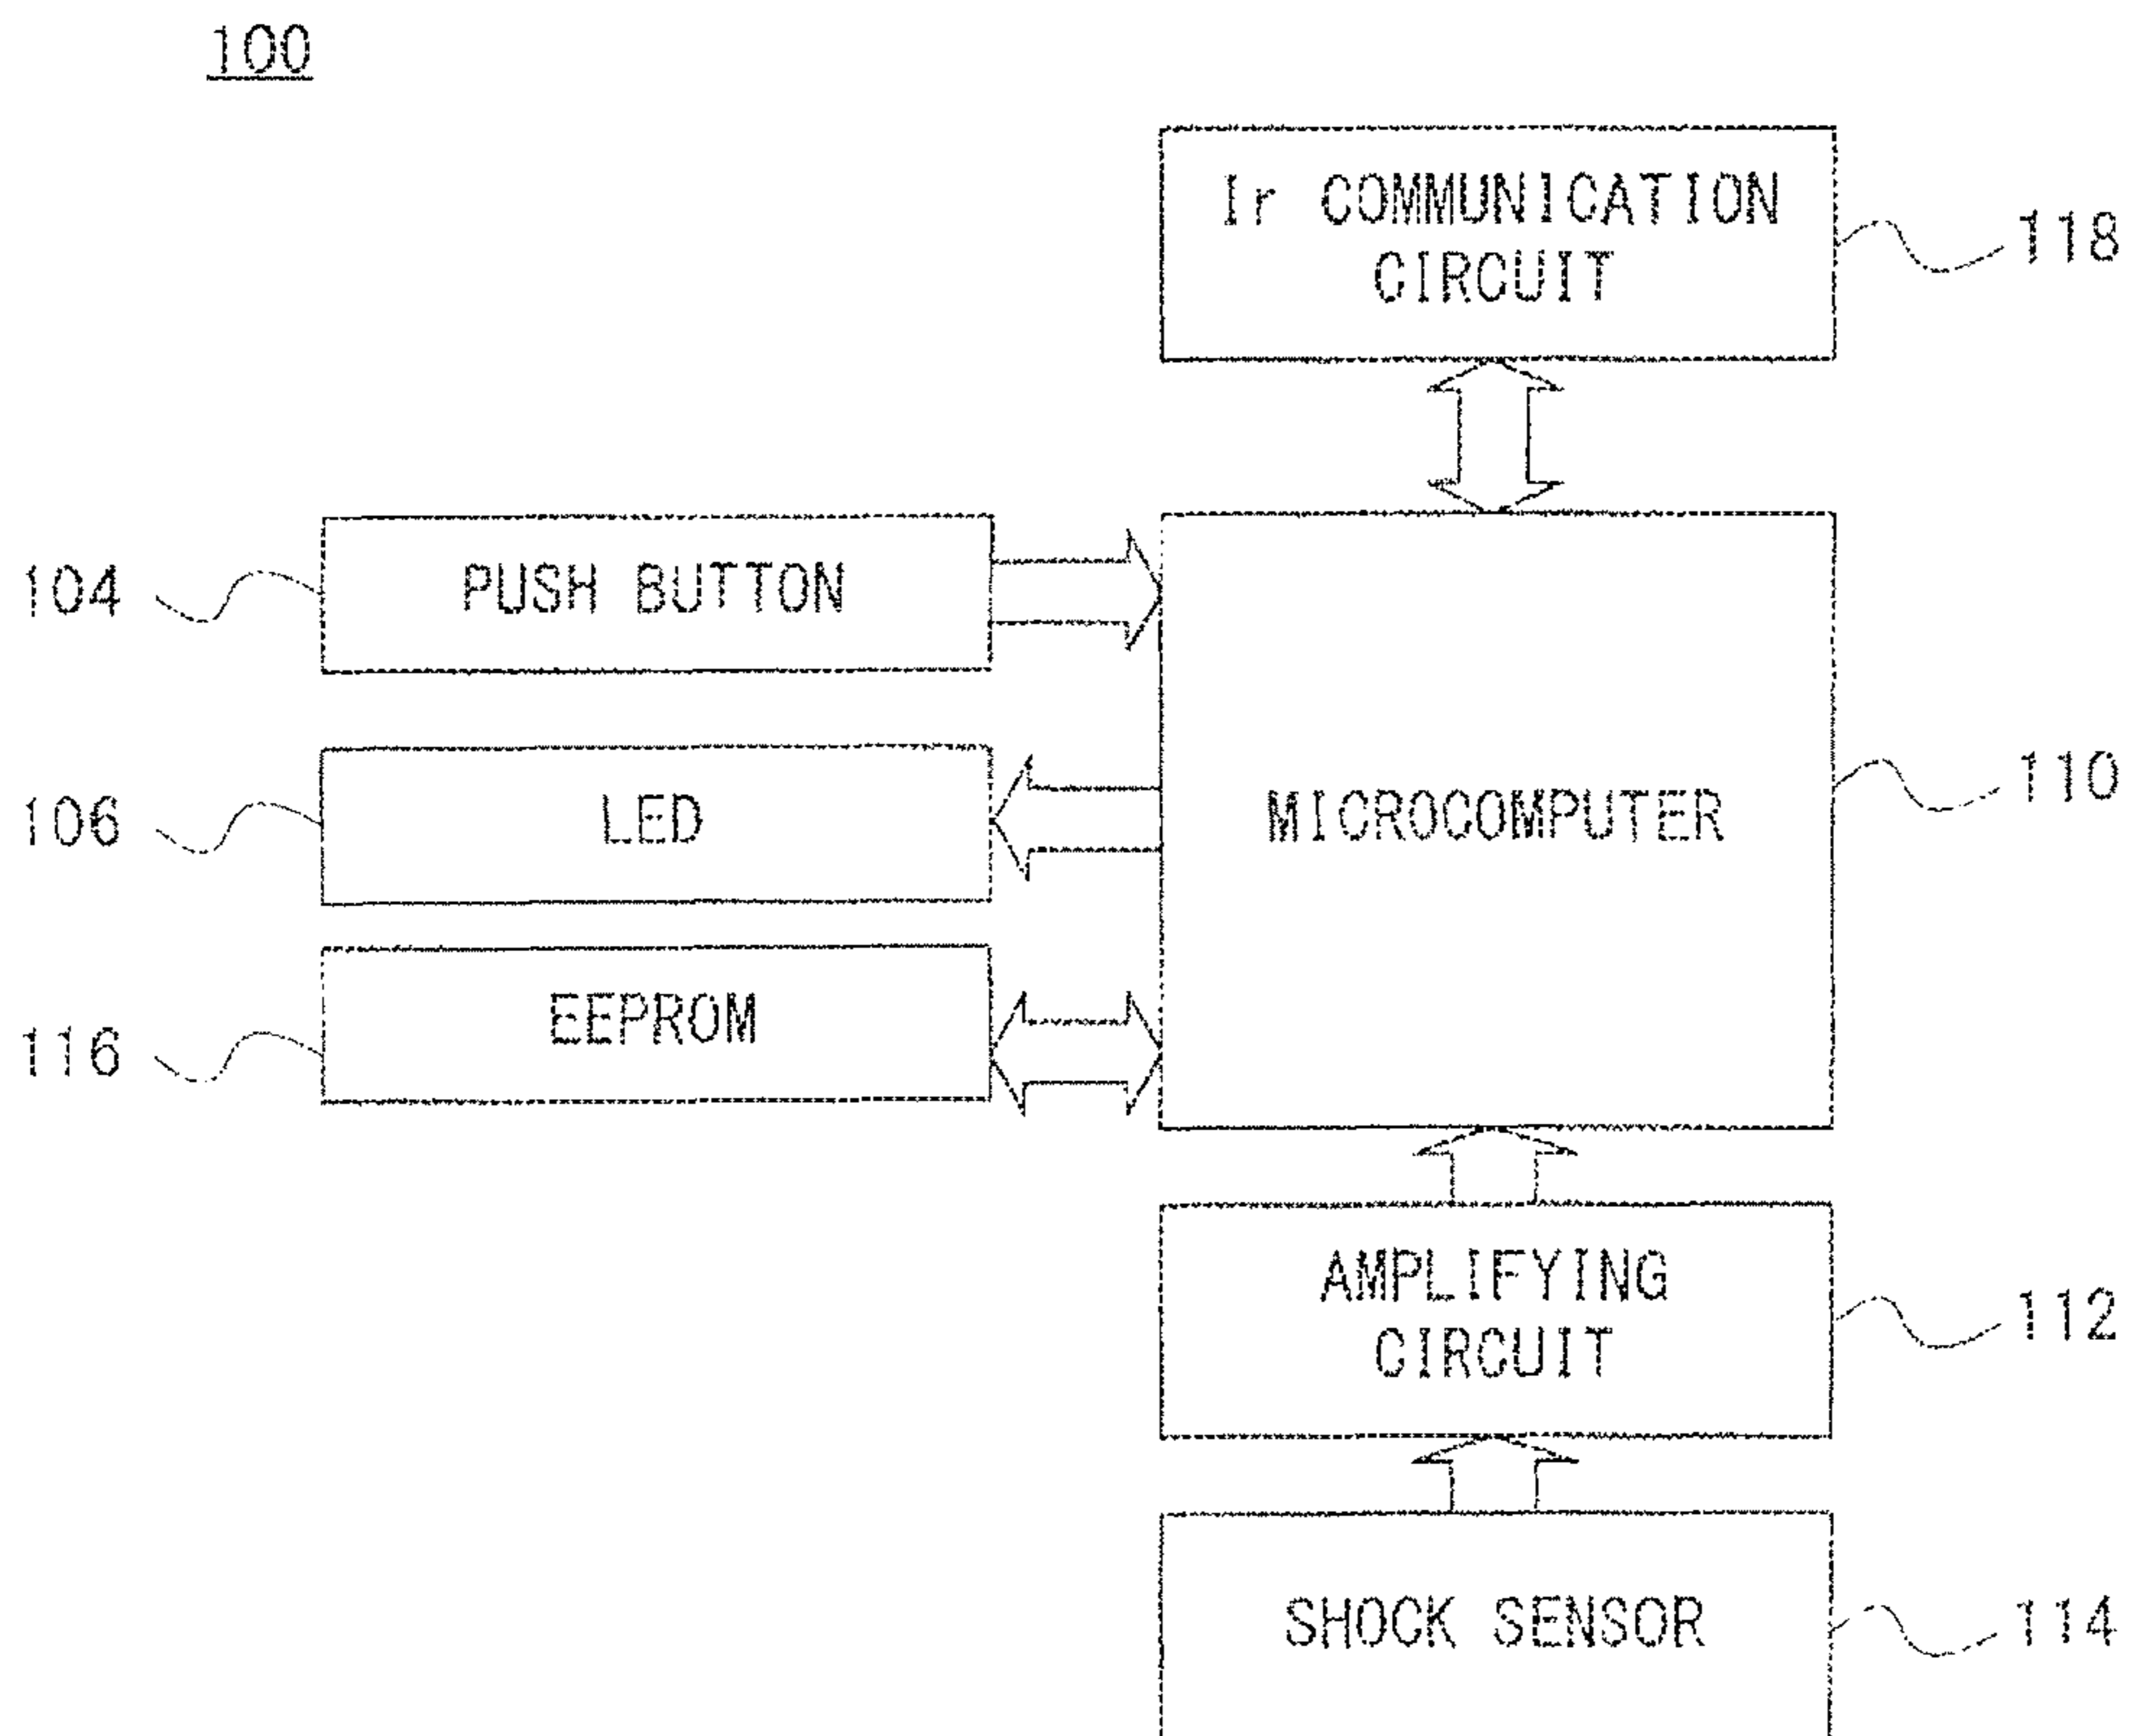 100
Ir COMMUNICATION
CIRCUIT
118
104
PUSH BUTTON
106
LED
MICROCOMPUTER
110
116
EEPROM
AMPLIFYING
CIRCUIT
112
SHOCK SENSOR
114